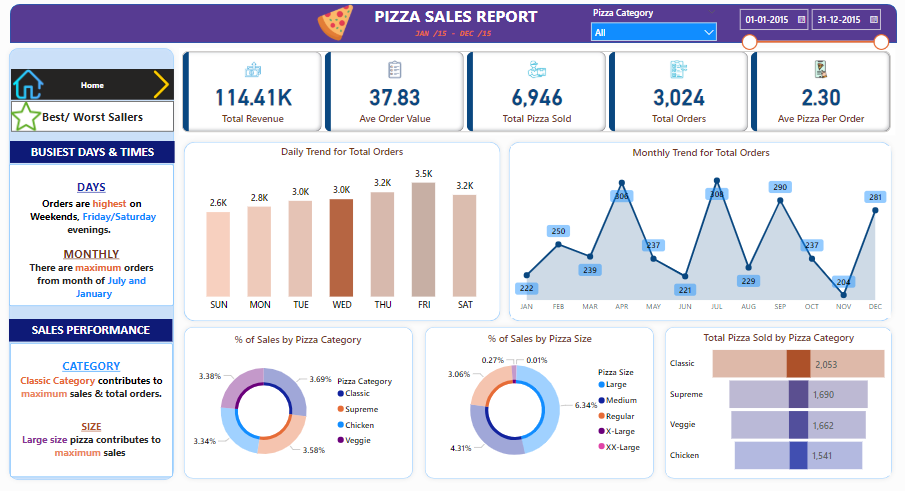 PIZZA SALES REPORT
JAN /15 - DEC /15
Pizza Category
All
01-01-2015
31-12-2015
Home
Best/ Worst Sallers
BUSIEST DAYS & TIMES
DAYS
Orders are highest on
Weekends, Friday/Saturday
evenings.
MONTHLY
There are maximum orders
from month of July and
January
SALES PERFORMANCE
CATEGORY
Classic Category contributes to
maximum sales & total orders.
SIZE
Large size pizza contributes to
maximum sales
114.41K
Total Revenue
37.83
Ave Order Value
6,946
Total Pizza Sold
3,024
Total Orders
2.30
Ave Pizza Per Order
Daily Trend for Total Orders
2.6K
2.8K
3.0K
3.0K
3.2K
3.5K
3.2K
SUN
MON
TUE
WED
THU
FRI
SAT
Monthly Trend for Total Orders
222
250
239
306
237
221
308
229
290
237
204
281
JAN
FEB
MAR
APR
MAY
JUN
JUL
AUG
SEP
OCT
NOV
DEC
% of Sales by Pizza Category
3.38%
3.69%
3.34%
3.58%
Pizza Category
Classic
Supreme
Chicken
Veggie
% of Sales by Pizza Size
0.27%
0.01%
3.06%
6.34%
4.31%
Pizza Size
Large
Medium
Regular
X-Large
XX-Large
Total Pizza Sold by Pizza Category
Classic
2,053
Supreme
1,690
Veggie
1,662
Chicken
1,541